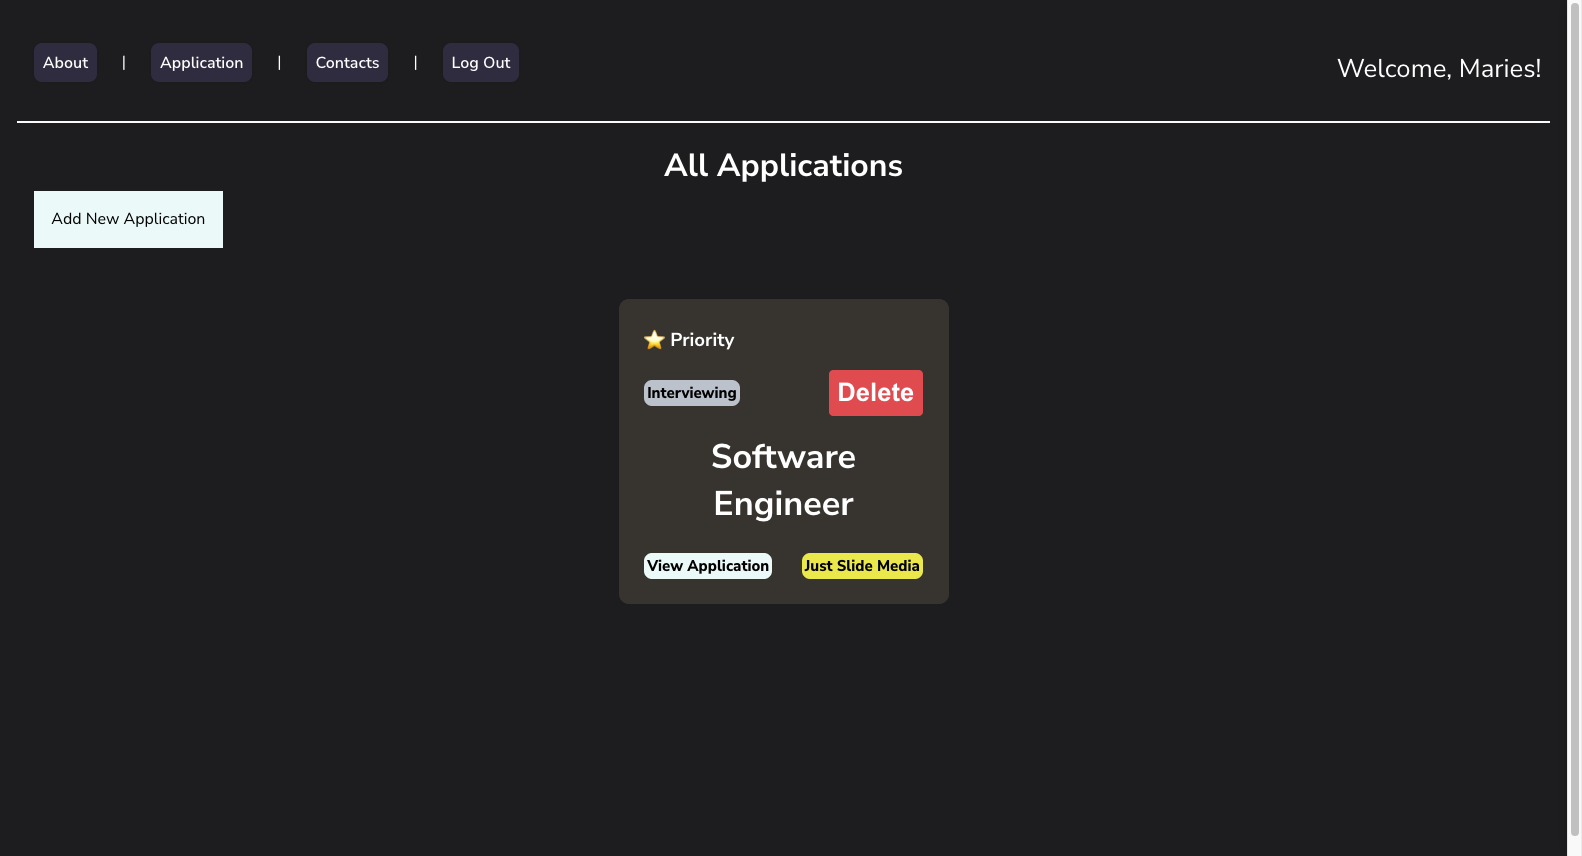 About | Application | Contacts | Log Out
Welcome, Maries!
All Applications
Add New Application
⭐ Priority
Interviewing
Delete
Software
Engineer
View Application
Just Slide Media